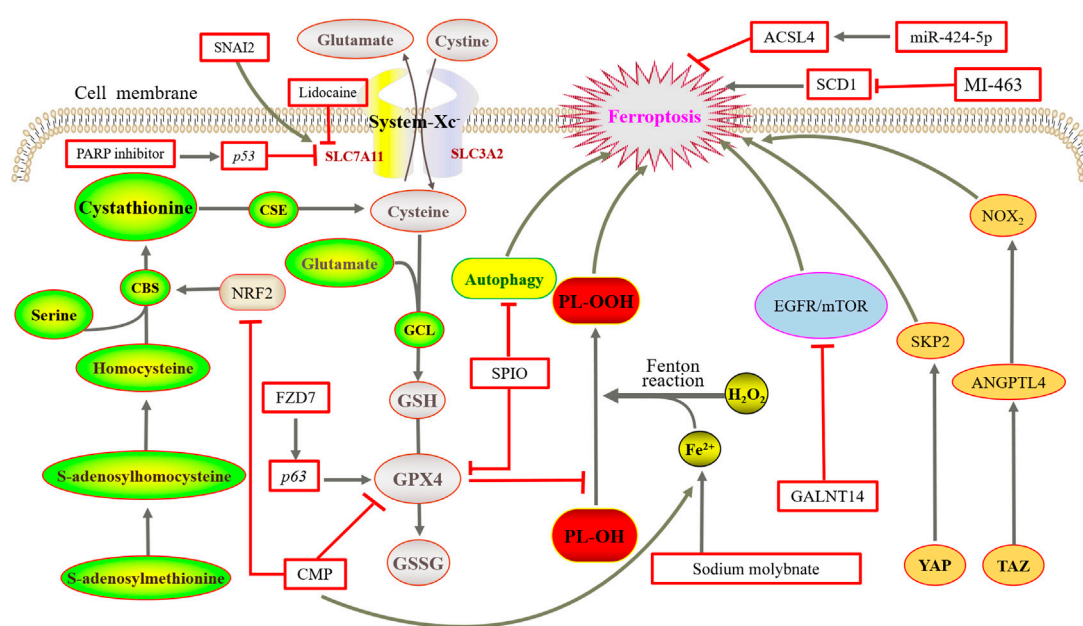 Glutamate
Cystine
ACSL4
miR-424-5p
SNAI2
SCD1
MI-463
Cell membrane
Lidocaine
System-Xc-
Ferroptosis
PARP inhibitor
p53
SLC7A11
SLC3A2
Cystathionine
CSE
Cysteine
NOX2
Glutamate
Autophagy
CBS
NRF2
PL-OOH
EGFR/mTOR
Serine
GCL
SKP2
Homocysteine
SPIO
Fenton
reaction
H2O2
ANGPTL4
FZD7
GSH
Fe2+
S-adenosylhomocysteine
p63
GPX4
GALNT14
PL-OH
S-adenosylmethionine
CMP
GSSG
Sodium molybnate
YAP
TAZ